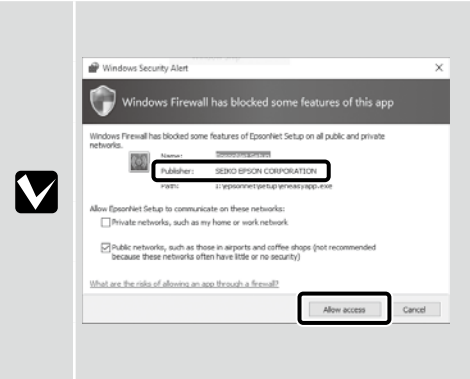 Windows Security Alert
Windows Firewall has blocked some features of this app
Windows Firewall has blocked some features of EpsonNet Setup on all public and private
networks.
Name: EpsonNet Setup
Publisher: SEIKO EPSON CORPORATION
Path:
Allow EpsonNet Setup to communicate on these networks:
Private networks, such as my home or work network
Public networks, such as those in airports and coffee shops (not recommended
because these networks often have little or no security)
What are the risks of allowing an app through a firewall?
Allow access Cancel